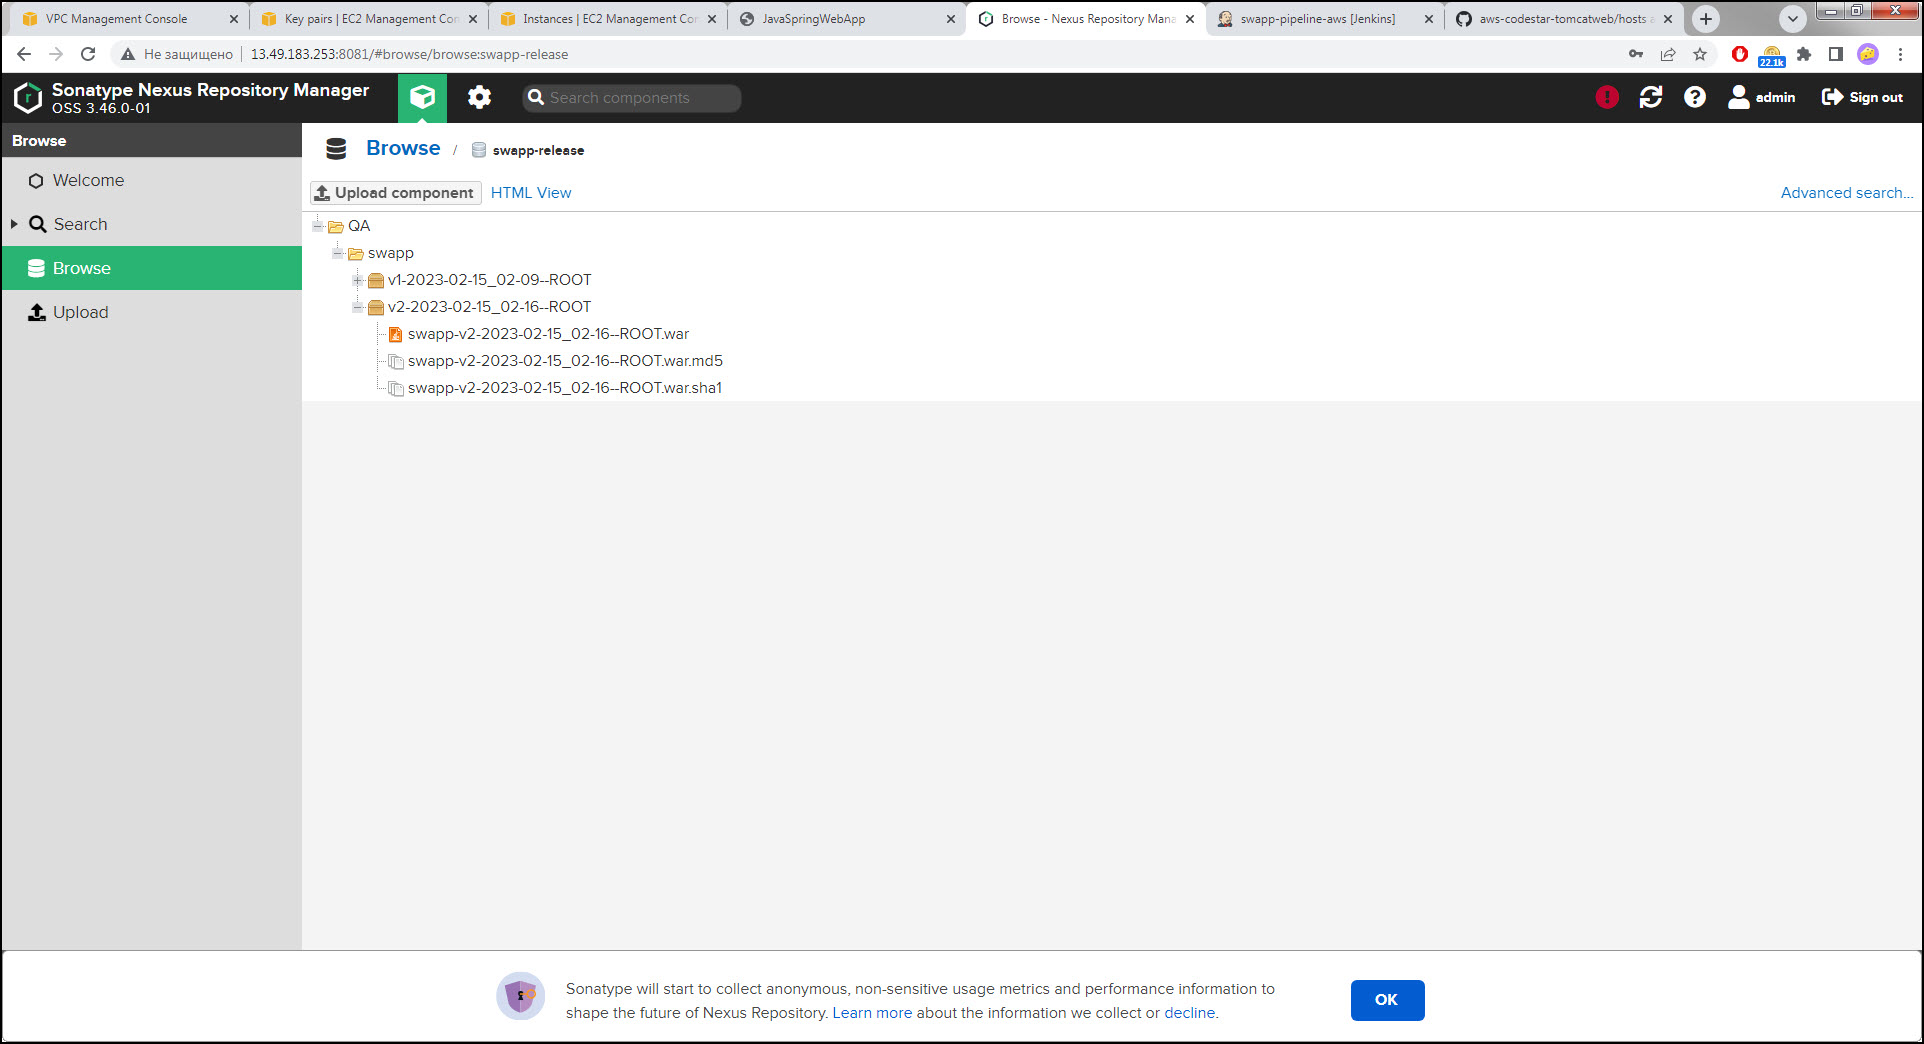 VPC Management Console
Key pairs | EC2 Management Con
Instances | EC2 Management Con
JavaSpringWebApp
Browse - Nexus Repository Mana
swapp-pipeline-aws [Jenkins]
aws-codestar-tomcatweb/hosts a
Не защищено
13.49.183.253:8081/#browse/browse:swapp-release
22.1k
Sonatype Nexus Repository Manager
OSS 3.46.0-01
Search components
admin
Sign out
Browse
Welcome
Search
Browse
Upload
Browse / swapp-release
Upload component
HTML View
Advanced search...
QA
swapp
v1-2023-02-15_02-09--ROOT
v2-2023-02-15_02-16--ROOT
swapp-v2-2023-02-15_02-16--ROOT.war
swapp-v2-2023-02-15_02-16--ROOT.war.md5
swapp-v2-2023-02-15_02-16--ROOT.war.sha1
Sonatype will start to collect anonymous, non-sensitive usage metrics and performance information to
shape the future of Nexus Repository. Learn more about the information we collect or decline.
OK